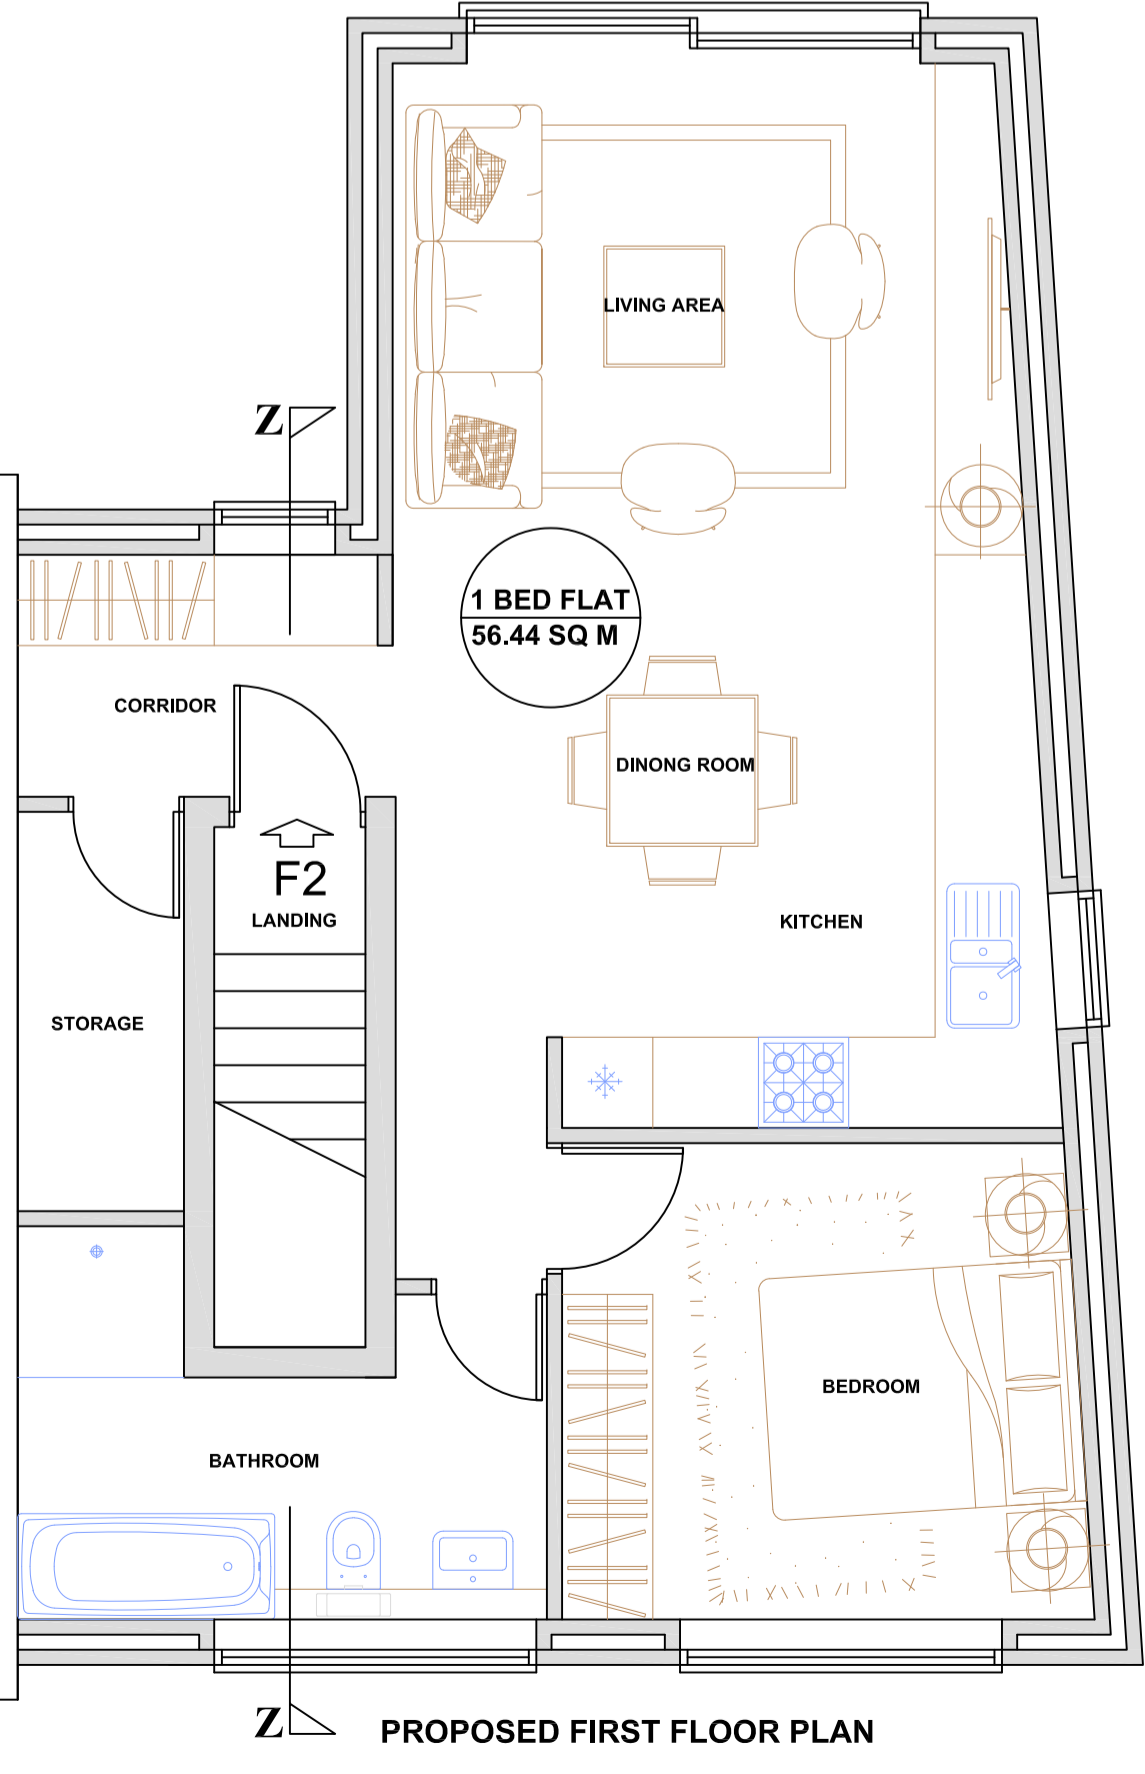 LIVING AREA
Z
1 BED FLAT
56.44 SQ M
CORRIDOR
DINONG ROOM
F2
LANDING
KITCHEN
STORAGE
BEDROOM
BATHROOM
Z
PROPOSED FIRST FLOOR PLAN